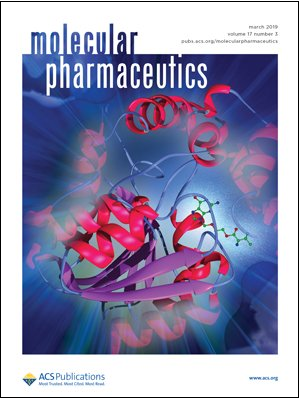 march 2019
volume 17 number 3
pubs.acs.org/molecularpharmaceutics
molecular
pharmaceutics
ACS Publications
Most Trusted. Most Cited. Most Read.
www.acs.org